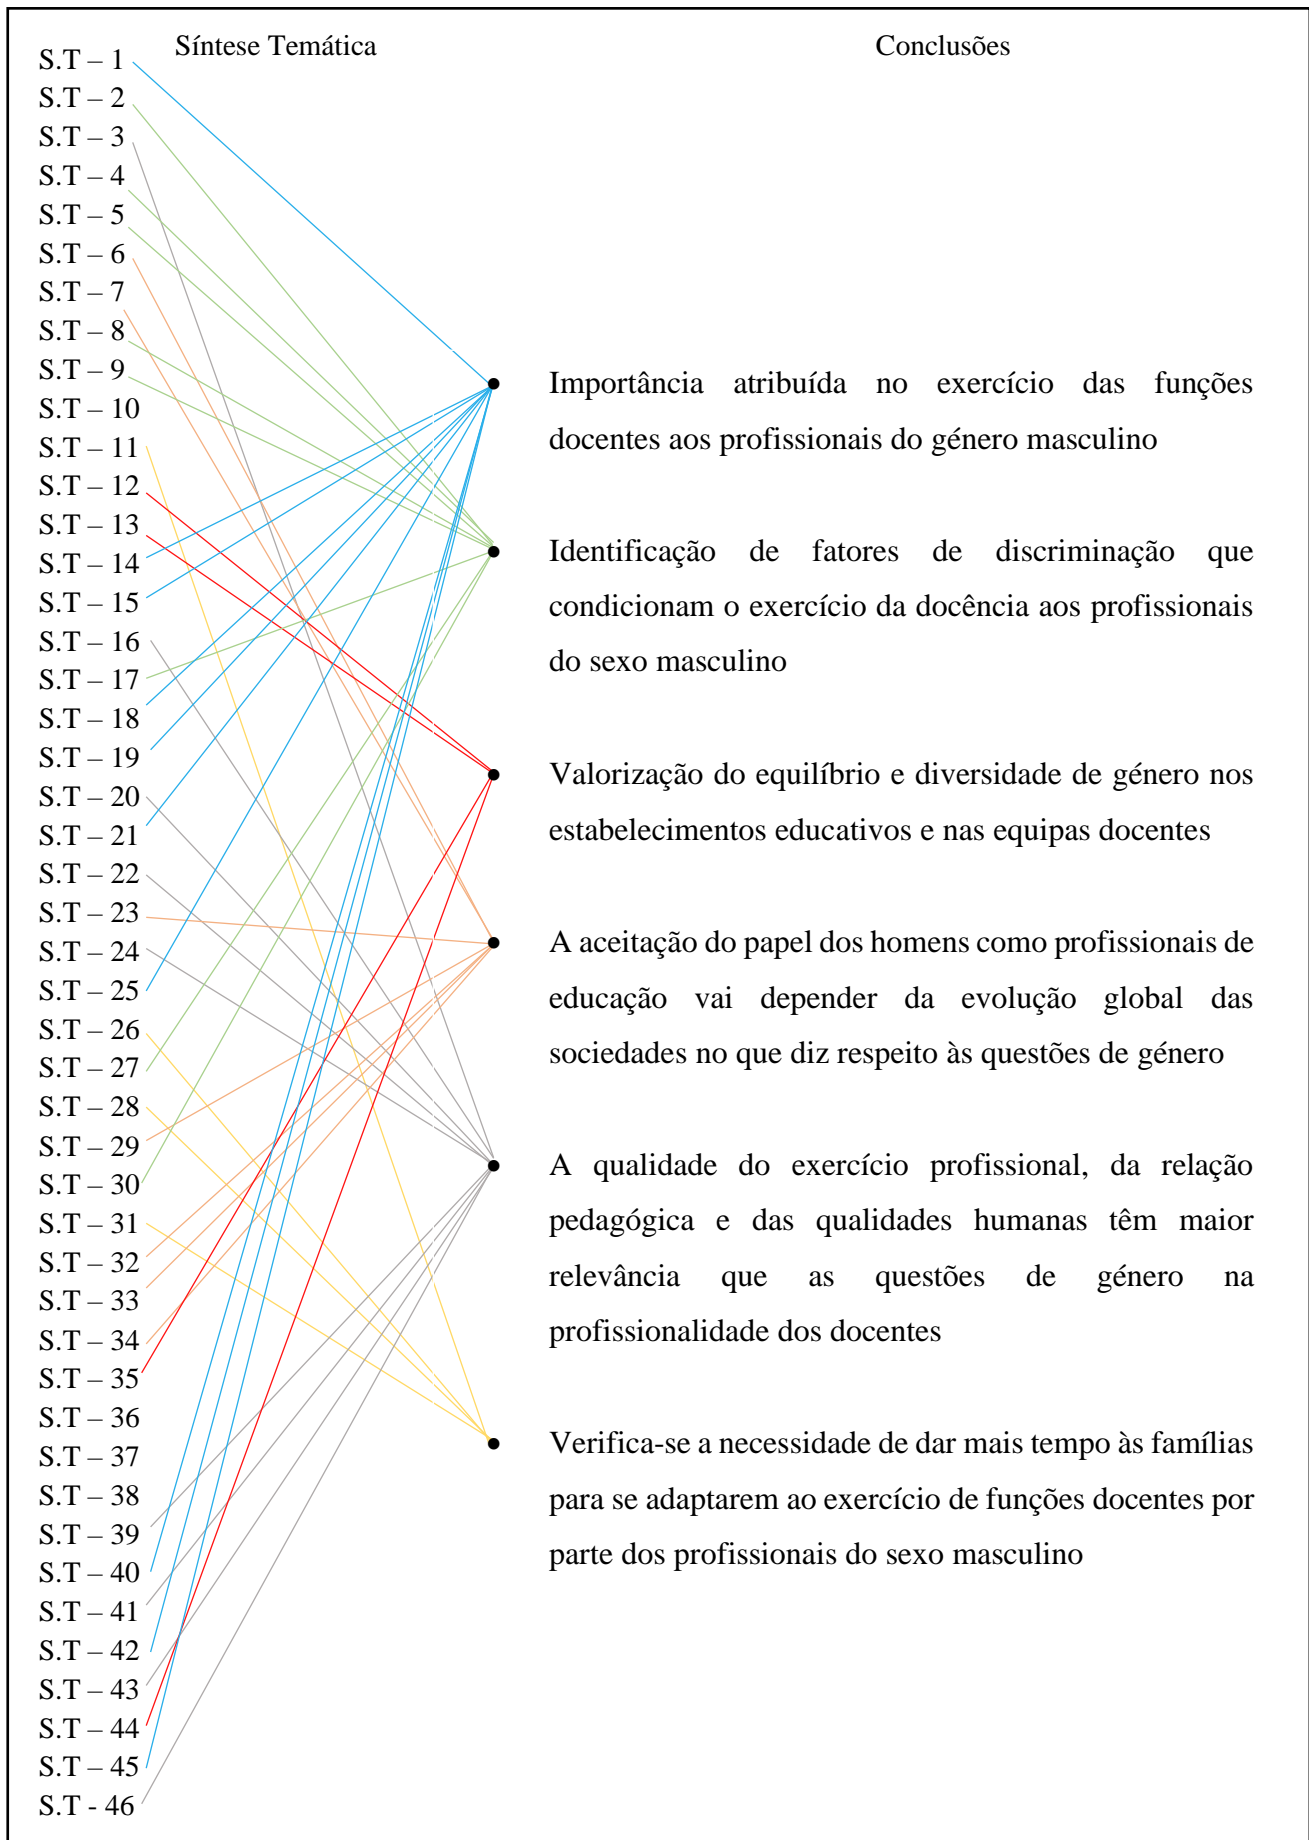 Síntese Temática
Conclusões
S.T – 1
S.T – 2
S.T – 3
S.T – 4
S.T – 5
S.T – 6
S.T – 7
S.T – 8
S.T – 9
S.T – 10
S.T – 11
S.T – 12
S.T – 13
S.T – 14
S.T – 15
S.T – 16
S.T – 17
S.T – 18
S.T – 19
S.T – 20
S.T – 21
S.T – 22
S.T – 23
S.T – 24
S.T – 25
S.T – 26
S.T – 27
S.T – 28
S.T – 29
S.T – 30
S.T – 31
S.T – 32
S.T – 33
S.T – 34
S.T – 35
S.T – 36
S.T – 37
S.T – 38
S.T – 39
S.T – 40
S.T – 41
S.T – 42
S.T – 43
S.T – 44
S.T – 45
S.T - 46
Importância atribuída no exercício das funções
docentes aos profissionais do género masculino
Identificação de fatores de discriminação que
condicionam o exercício da docência aos profissionais
do sexo masculino
Valorização do equilíbrio e diversidade de género nos
estabelecimentos educativos e nas equipas docentes
A aceitação do papel dos homens como profissionais de
educação vai depender da evolução global das
sociedades no que diz respeito às questões de género
A qualidade do exercício profissional, da relação
pedagógica e das qualidades humanas têm maior
relevância que as questões de género na
profissionalidade dos docentes
Verifica-se a necessidade de dar mais tempo às famílias
para se adaptarem ao exercício de funções docentes por
parte dos profissionais do sexo masculino